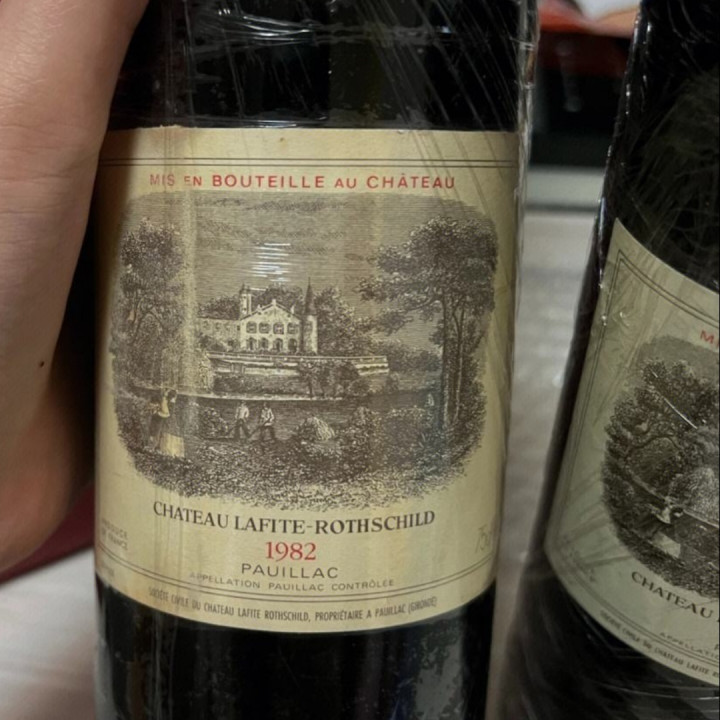 MIS EN BOUTEILLE AU CHÂTEAU
CHATEAU LAFITE-ROTHSCHILD
1982
PAUILLAC
APPELLATION PAUILLAC CONTRÔLÉE
SOCIÉTÉ CIVILE DU CHATEAU LAFITE ROTHSCHILD, PROPRIÉTAIRE A PAUILLAC (GIRONDE)
CHATEAU